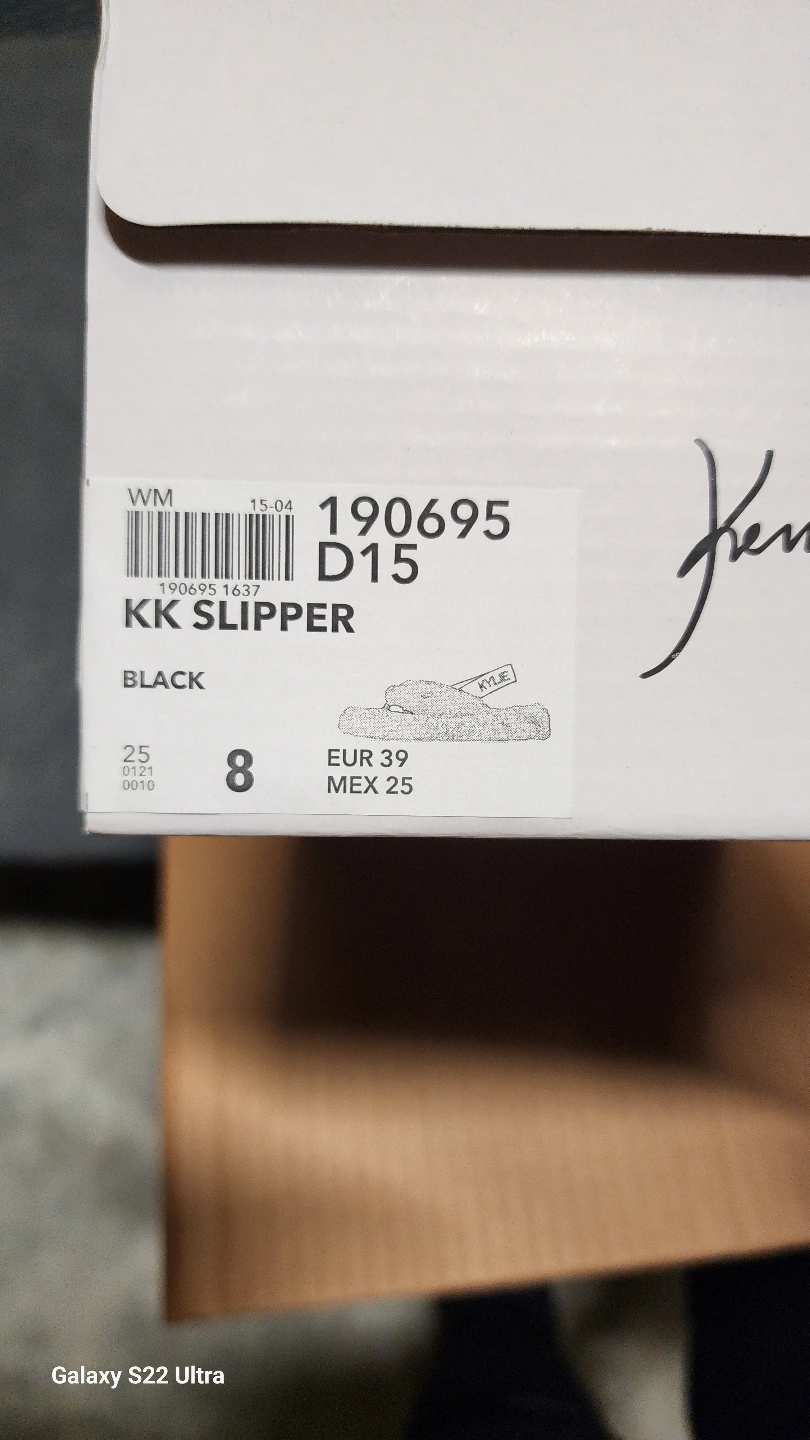 WM
15-04
190695
D15
190695 1637
KK SLIPPER
BLACK
KYLIE
25
0121
0010
8
EUR 39
MEX 25
Galaxy S22 Ultra